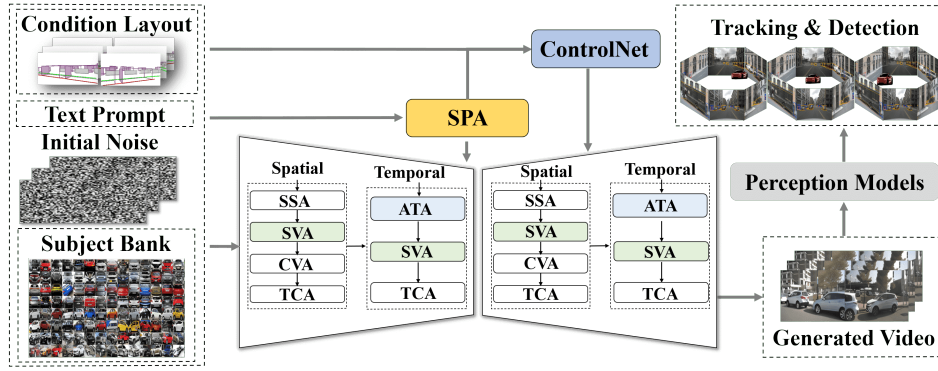 Condition Layout
Text Prompt
Initial Noise
Subject Bank
ControlNet
SPA
Spatial
SSA
SVA
CVA
TCA
Temporal
ATA
SVA
TCA
Spatial
SSA
SVA
CVA
TCA
Temporal
ATA
SVA
TCA
Tracking & Detection
Perception Models
Generated Video